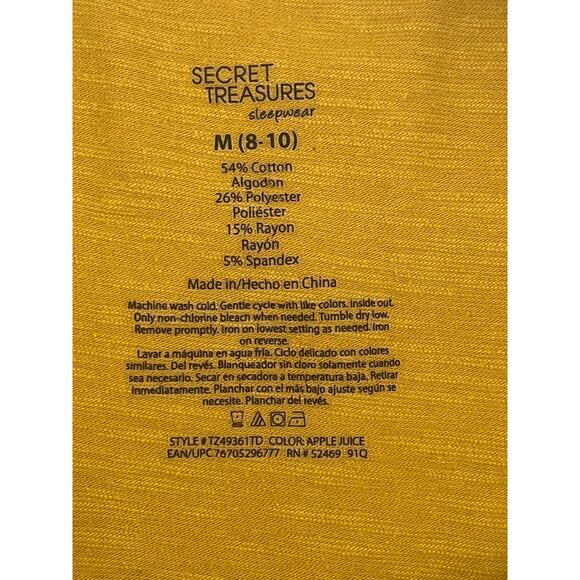 SECRET
TREASURES
sleepwear
M (8-10)
54% Cotton
Algodon
26% Polyester
Poliéster
15% Rayon
Rayón
5% Spandex
Made in/Hecho en China
Machine wash cold. Gentle cycle with like colors. Inside out.
Only non-chlorine bleach when needed. Tumble dry low.
Remove promptly. Iron on lowest setting as needed. Iron
on reverse.
Lavar a máquina en agua fría. Ciclo delicado con colores
similares. Del revés. Blanqueador sin cloro solamente cuando
sea necesario. Secar en secadora a temperatura baja. Retirar
inmediatamente. Planchar con el más bajo ajuste según se
necesite. Planchar del revés.
STYLE # TZ49361TD COLOR: APPLE JUICE
EAN/UPC 76705296777 RN # 52469 91Q